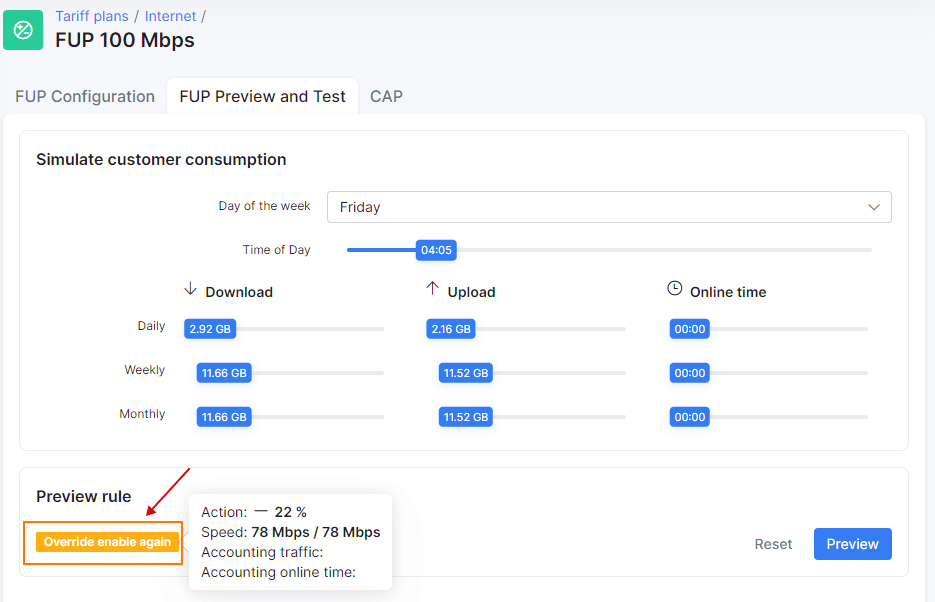 Tariff plans / Internet /
FUP 100 Mbps
FUP Configuration FUP Preview and Test CAP
Simulate customer consumption
Day of the week Friday
Time of Day 04:05
Download Upload Online time
Daily 2.92 GB 2.16 GB 00:00
Weekly 11.66 GB 11.52 GB 00:00
Monthly 11.66 GB 11.52 GB 00:00
Preview rule
Override enable again
Action: — 22 %
Speed: 78 Mbps / 78 Mbps
Accounting traffic:
Accounting online time:
Reset Preview